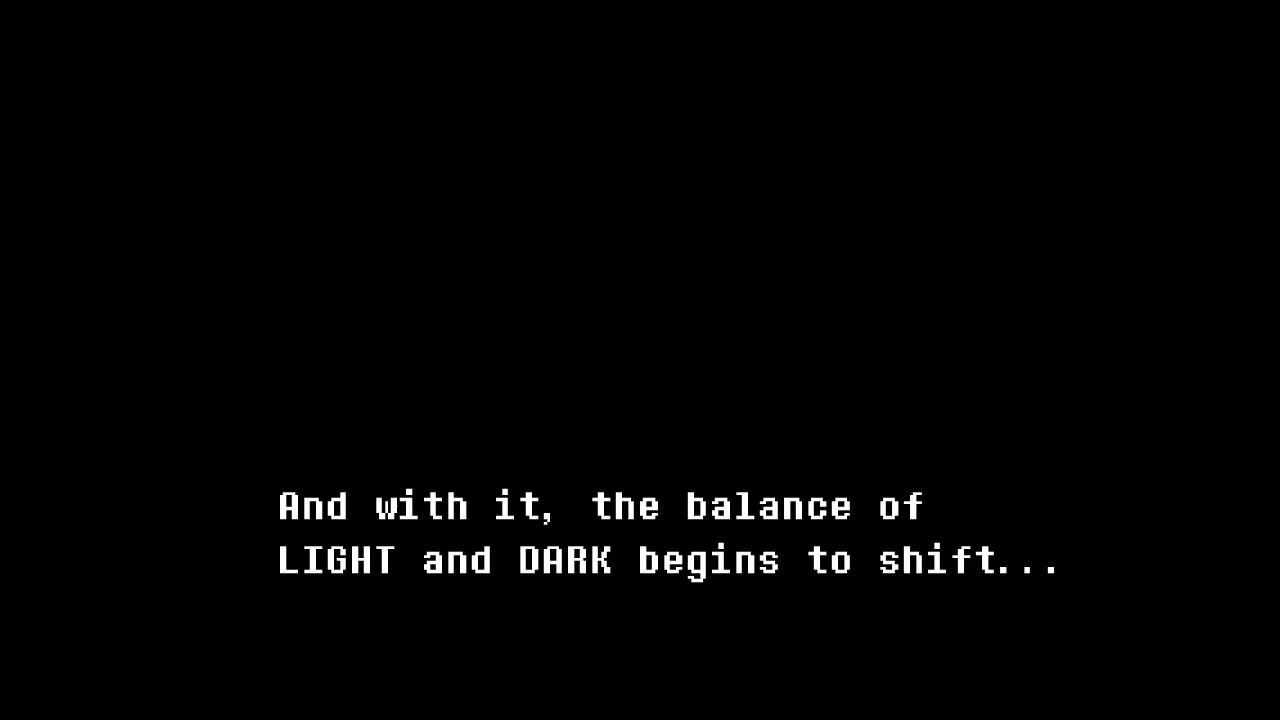 And with it, the balance of
LIGHT and DARK begins to shift...